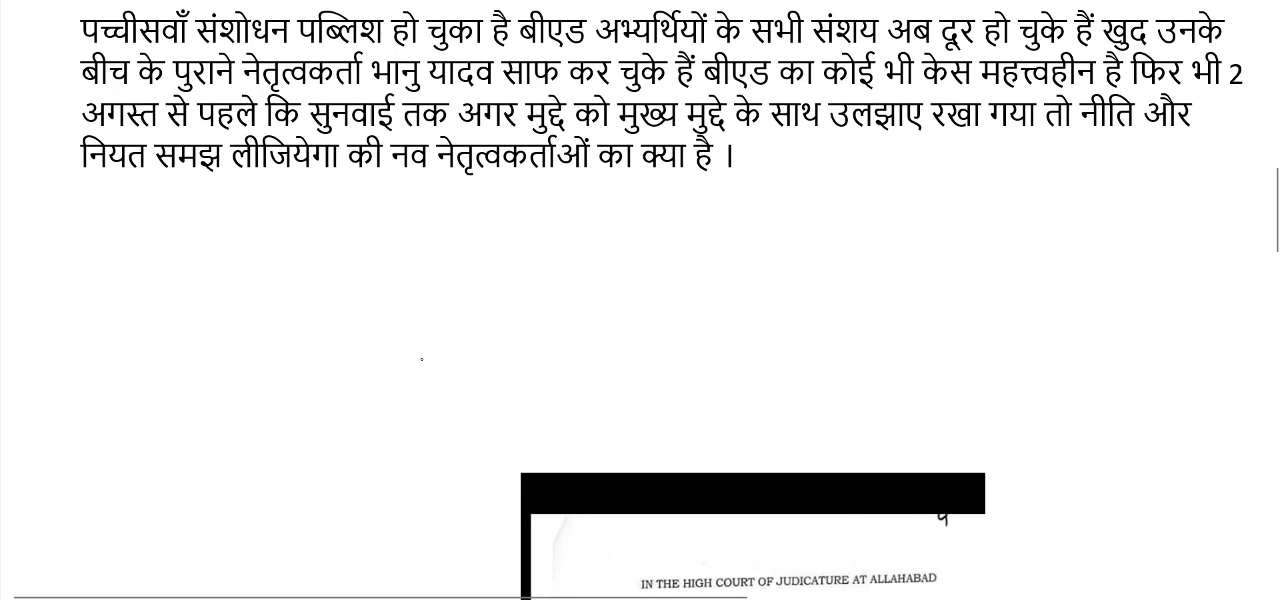 पच्चीसवाँ संशोधन पब्लिश हो चुका है बीएड अभ्यर्थियों के सभी संशय अब दूर हो चुके हैं खुद उनके
बीच के पुराने नेतृत्वकर्ता भानु यादव साफ कर चुके हैं बीएड का कोई भी केस महत्त्वहीन है फिर भी 2
अगस्त से पहले कि सुनवाई तक अगर मुद्दे को मुख्य मुद्दे के साथ उलझाए रखा गया तो नीति और
नियत समझ लीजियेगा की नव नेतृत्वकर्ताओं का क्या है ।
IN THE HIGH COURT OF JUDICATURE AT ALLAHABAD